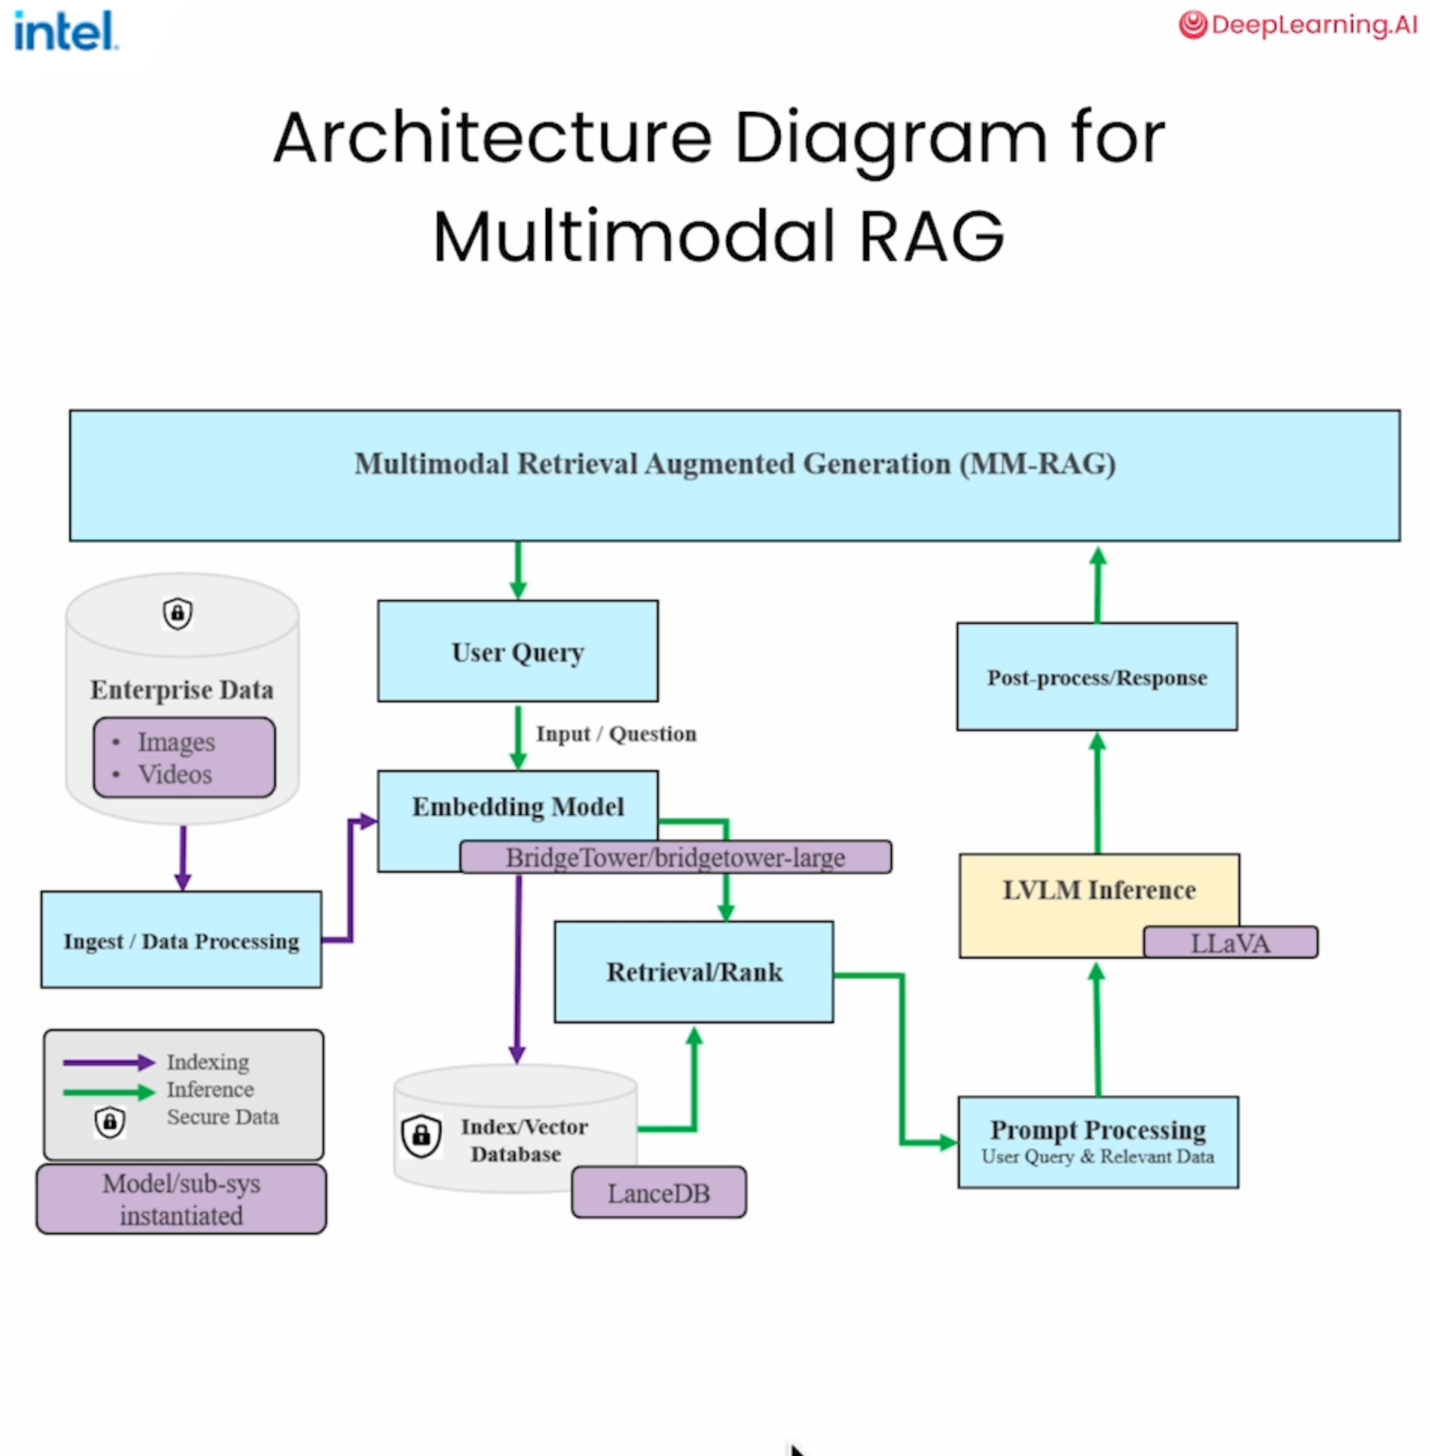 intel.
DeepLearning.AI
Architecture Diagram for
Multimodal RAG
Multimodal Retrieval Augmented Generation (MM-RAG)
User Query
Input / Question
Enterprise Data
• Images
• Videos
Embedding Model
BridgeTower/bridgetower-large
Ingest / Data Processing
Retrieval/Rank
Index/Vector
Database
LanceDB
Post-process/Response
LVLM Inference
LLaVA
Prompt Processing
User Query & Relevant Data
Indexing
Inference
Secure Data
Model/sub-sys
instantiated